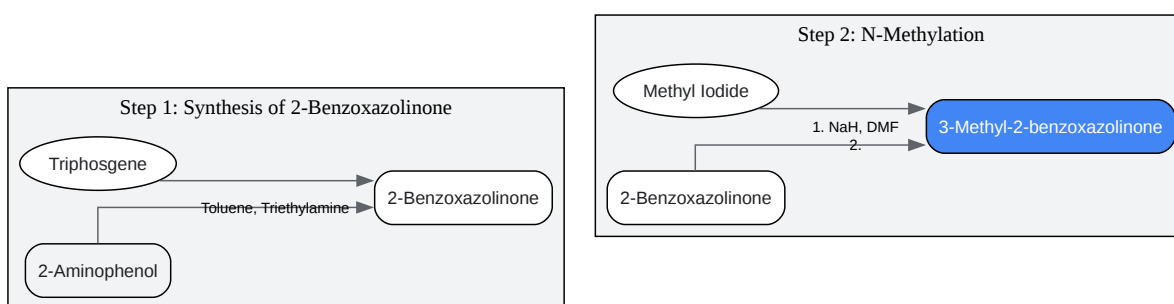 Step 1: Synthesis of 2-Benzoxazolinone
Triphosgene
2-Benzoxazolinone
Toluene, Triethylamine
2-Aminophenol
Step 2: N-Methylation
Methyl Iodide
3-Methyl-2-benzoxazolinone
1. NaH, DMF
2.
2-Benzoxazolinone